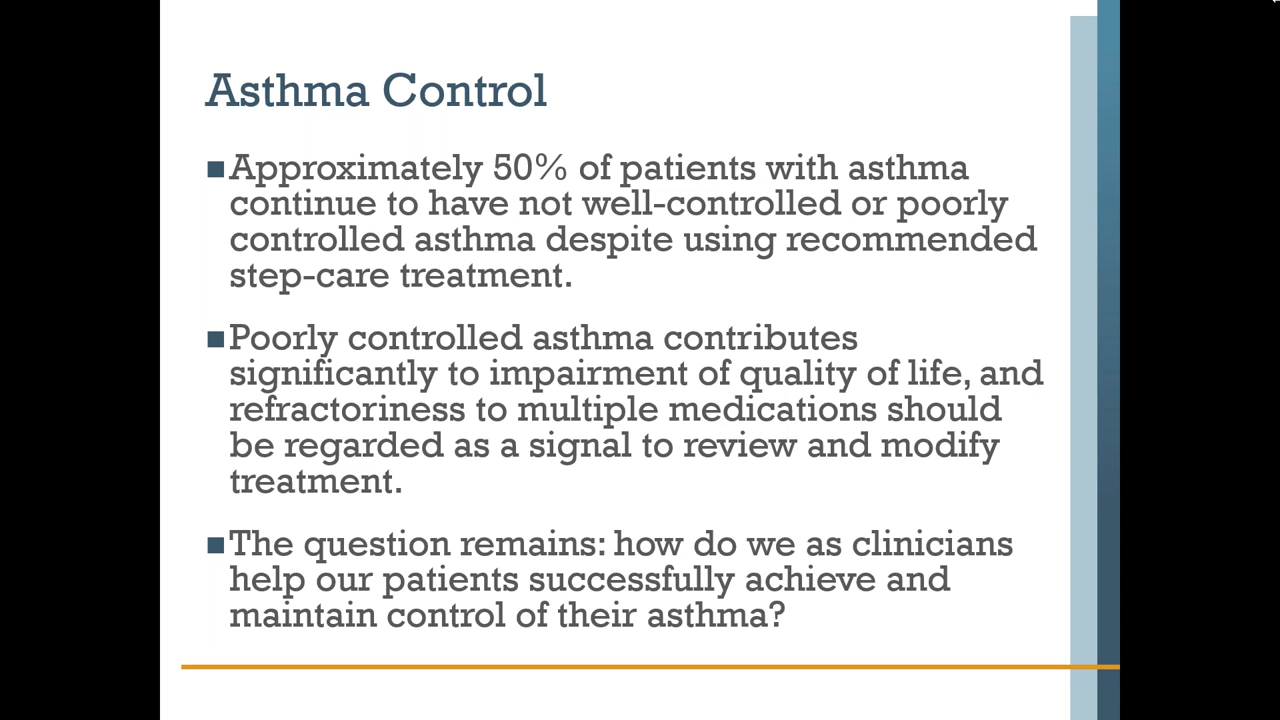 Asthma Control
■Approximately 50% of patients with asthma
continue to have not well-controlled or poorly
controlled asthma despite using recommended
step-care treatment.
■Poorly controlled asthma contributes
significantly to impairment of quality of life, and
refractoriness to multiple medications should
be regarded as a signal to review and modify
treatment.
■The question remains: how do we as clinicians
help our patients successfully achieve and
maintain control of their asthma?